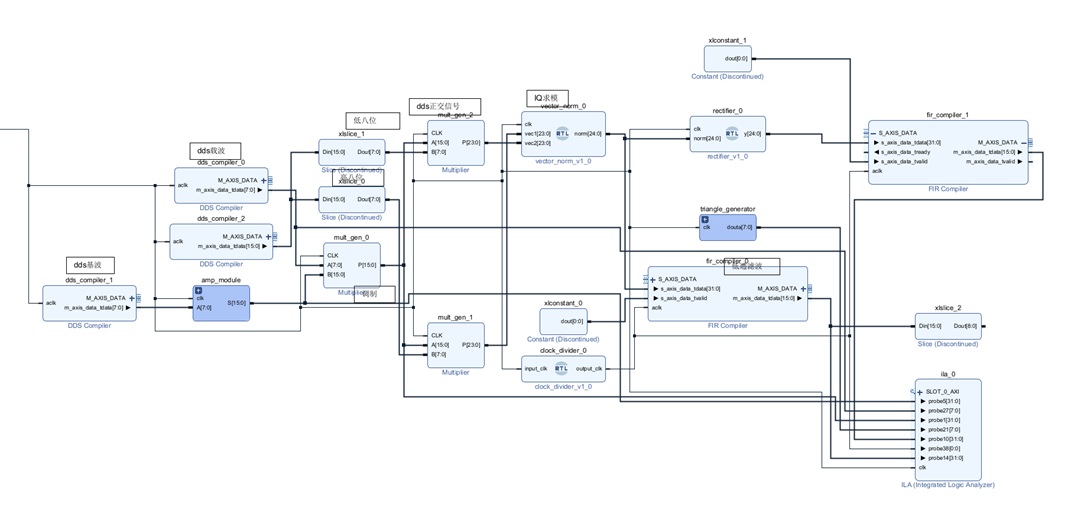 xlconstant_1
dout[0:0]
Constant (Discontinued)
dds正交信号
IQ求模
低八位
mult_gen_2
CLK
A[15:0]
B[7:0]
P[23:0]
Multiplier
vector_norm_0
clk
vec1[23:0]
vec2[23:0]
RTL
norm[24:0]
vector_norm_v1_0
rectifier_0
clk
norm[24:0]
RTL
y[24:0]
rectifier_v1_0
fir_compiler_1
S_AXIS_DATA
s_axis_data_tdata[31:0]
s_axis_data_tready
s_axis_data_tvalid
aclk
M_AXIS_DATA
m_axis_data_tdata[15:0]
m_axis_data_tvalid
FIR Compiler
dds载波
dds_compiler_0
aclk
M_AXIS_DATA
m_axis_data_tdata[7:0]
DDS Compiler
xlslice_1
Din[15:0]
Dout[7:0]
Slice (Discontinued)
高八位
xlslice_0
Din[15:0]
Dout[7:0]
Slice (Discontinued)
dds_compiler_2
aclk
M_AXIS_DATA
m_axis_data_tdata[15:0]
DDS Compiler
triangle_generator
clk
douta[7:0]
mult_gen_0
CLK
A[7:0]
B[15:0]
P[15:0]
Multiplier
调制
dds基波
dds_compiler_1
aclk
M_AXIS_DATA
m_axis_data_tdata[7:0]
DDS Compiler
amp_module
clk
A[7:0]
S[15:0]
低通滤波
fir_compiler_0
S_AXIS_DATA
s_axis_data_tdata[31:0]
s_axis_data_tvalid
aclk
M_AXIS_DATA
m_axis_data_tdata[15:0]
FIR Compiler
xlconstant_0
dout[0:0]
Constant (Discontinued)
mult_gen_1
CLK
A[15:0]
B[7:0]
P[23:0]
Multiplier
clock_divider_0
input_clk
RTL
output_clk
clock_divider_v1_0
xlslice_2
Din[15:0]
Dout[8:0]
Slice (Discontinued)
ila_0
SLOT_0_AXI
probe5[31:0]
probe27[7:0]
probe1[31:0]
probe21[7:0]
probe10[31:0]
probe38[0:0]
probe14[31:0]
clk
ILA (Integrated Logic Analyzer)